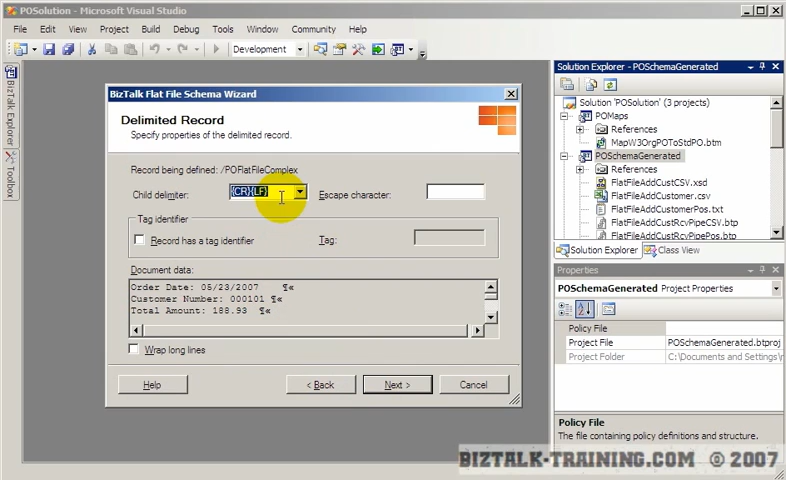 POSolution - Microsoft Visual Studio
File Edit View Project Build Debug Tools Window Community Help
Development
BizTalk Explorer
Toolbox
BizTalk Flat File Schema Wizard
Delimited Record
Specify properties of the delimited record.
Record being defined: /POFlatFileComplex
Child delimiter: {CR}{LF} Escape character:
Tag identifier
Record has a tag identifier Tag:
Document data:
Order Date: 05/23/2007 ¶«
Customer Number: 000101 ¶«
Total Amount: 188.93 ¶«
Wrap long lines
Help < Back Next > Cancel
Solution Explorer - POSchemaGenerated
Solution 'POSolution' (3 projects)
POMaps
References
MapW3OrgPOToStdPO.btm
POSchemaGenerated
References
FlatFileAddCustCSV.xsd
FlatFileAddCustomer.csv
FlatFileAddCustomerPos.txt
FlatFileAddCustRcvPipeCSV.btp
FlatFileAddCustRcvPipePos.btp
Solution Explorer Class View
Properties
POSchemaGenerated Project Properties
Policy File
Project File POSchemaGenerated.btproj
Project Folder C:\Documents and Settings\
Policy File
The file containing policy definitions and structure.
BIZTALK-TRAINING.COM © 2007